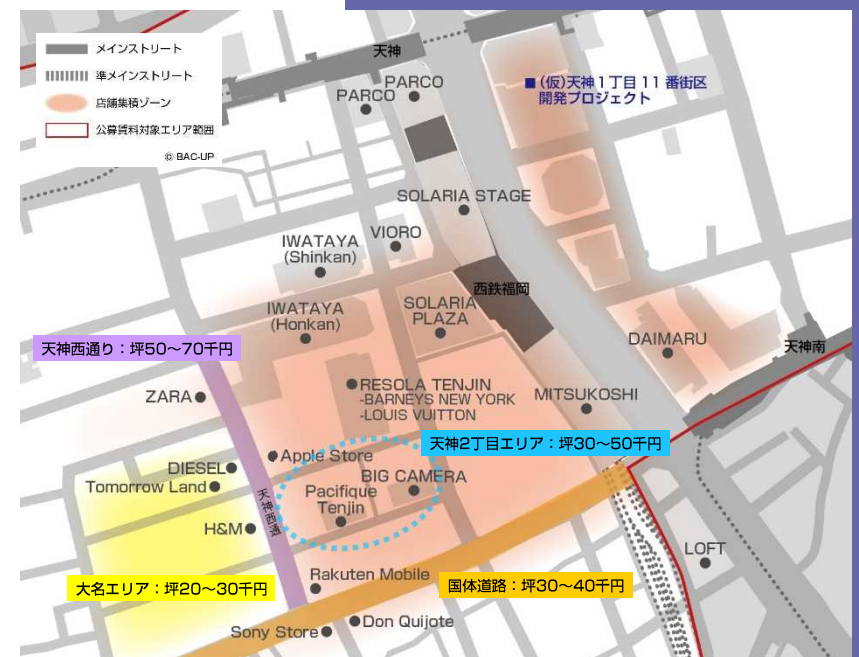 メインストリート
準メインストリート
店舗集積ゾーン
公募賃料対象エリア範囲
© BAC-UP
天神
PARCO
PARCO
■(仮)天神1丁目11番街区
開発プロジェクト
SOLARIA STAGE
VIORO
IWATAYA
(Shinkan)
西鉄福岡
IWATAYA
(Honkan)
SOLARIA
PLAZA
DAIMARU
天神南
天神西通り:坪50~70千円
ZARA
RESOLA TENJIN
-BARNEYS NEW YORK
-LOUIS VUITTON
MITSUKOSHI
天神2丁目エリア:坪30~50千円
Apple Store
DIESEL
Tomorrow Land
BIG CAMERA
Pacifique
Tenjin
天神西通
H&M
LOFT
Rakuten Mobile
大名エリア:坪20~30千円
国体道路:坪30~40千円
Don Quijote
Sony Store